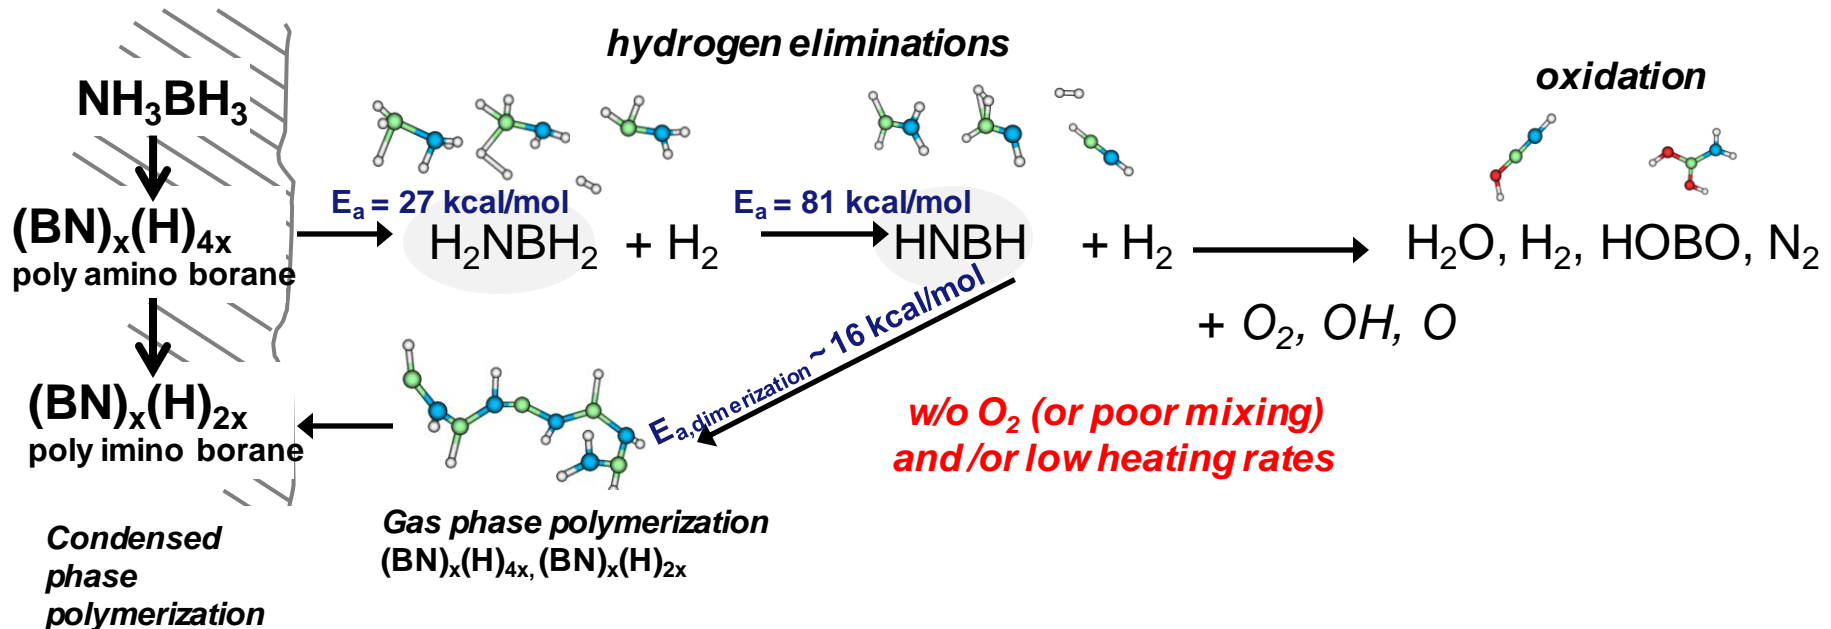 hydrogen eliminations
oxidation
NH₃BH₃
(BN)ₓ(H)₄ₓ
poly amino borane
(BN)ₓ(H)₂ₓ
poly imino borane
Condensed
phase
polymerization
Eₐ = 27 kcal/mol
H₂NBH₂ + H₂
Eₐ = 81 kcal/mol
HNBH + H₂
H₂O, H₂, HOBO, N₂
+ O₂, OH, O
Eₐ,dimerization ~ 16 kcal/mol
w/o O₂ (or poor mixing)
and /or low heating rates
Gas phase polymerization
(BN)ₓ(H)₄ₓ, (BN)ₓ(H)₂ₓ